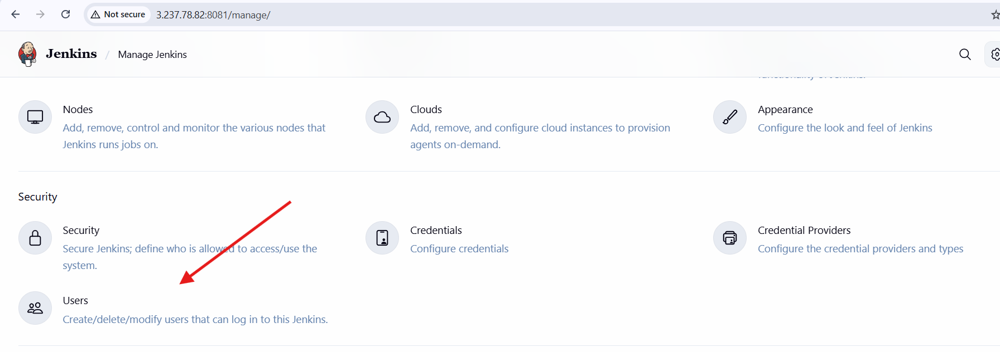 Not secure 3.237.78.82:8081/manage/
Jenkins / Manage Jenkins
Nodes
Add, remove, control and monitor the various nodes that
Jenkins runs jobs on.
Clouds
Add, remove, and configure cloud instances to provision
agents on-demand.
Appearance
Configure the look and feel of Jenkins
Security
Security
Secure Jenkins; define who is allowed to access/use the
system.
Credentials
Configure credentials
Credential Providers
Configure the credential providers and types
Users
Create/delete/modify users that can log in to this Jenkins.